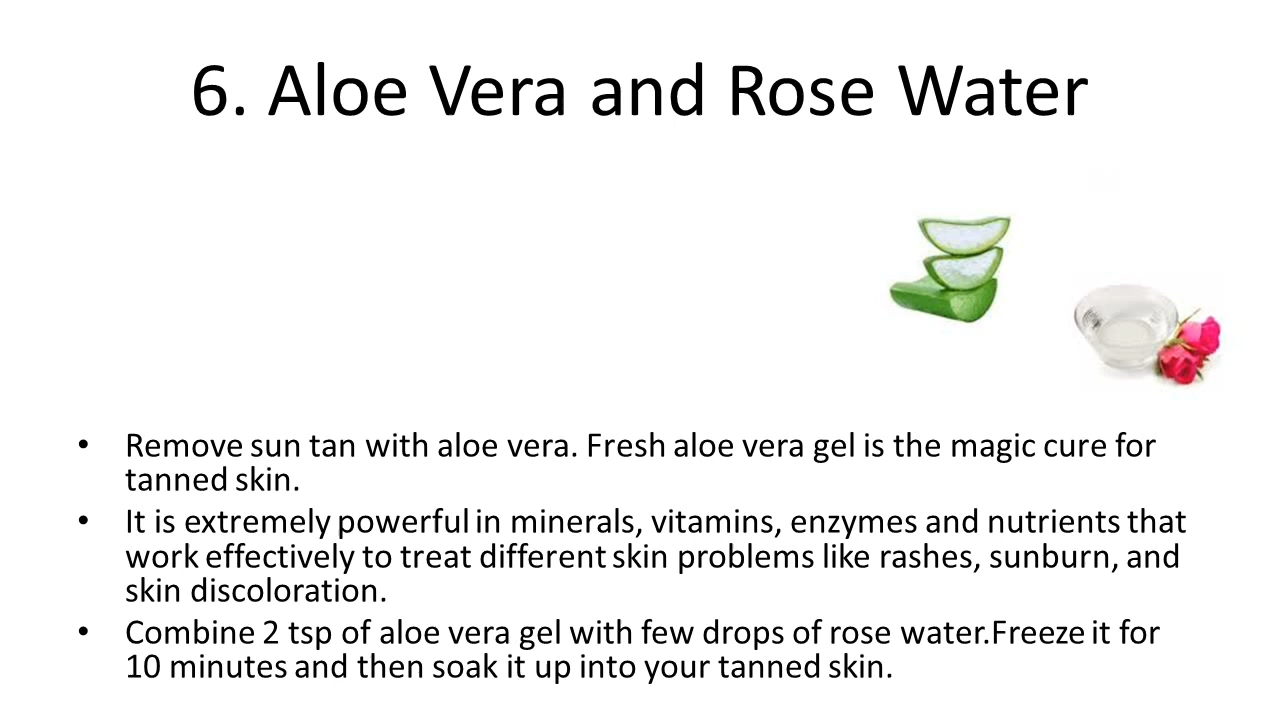 6. Aloe Vera and Rose Water
• Remove sun tan with aloe vera. Fresh aloe vera gel is the magic cure for
tanned skin.
• It is extremely powerful in minerals, vitamins, enzymes and nutrients that
work effectively to treat different skin problems like rashes, sunburn, and
skin discoloration.
• Combine 2 tsp of aloe vera gel with few drops of rose water.Freeze it for
10 minutes and then soak it up into your tanned skin.